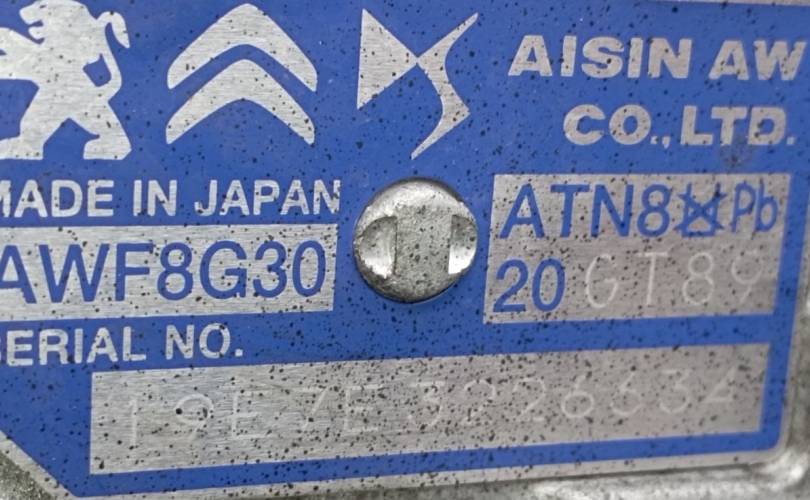 AISIN AW
CO.,LTD.
MADE IN JAPAN
AWF8G30
ATN8 Pb
20 GT89
SERIAL NO.
19E7E3226634